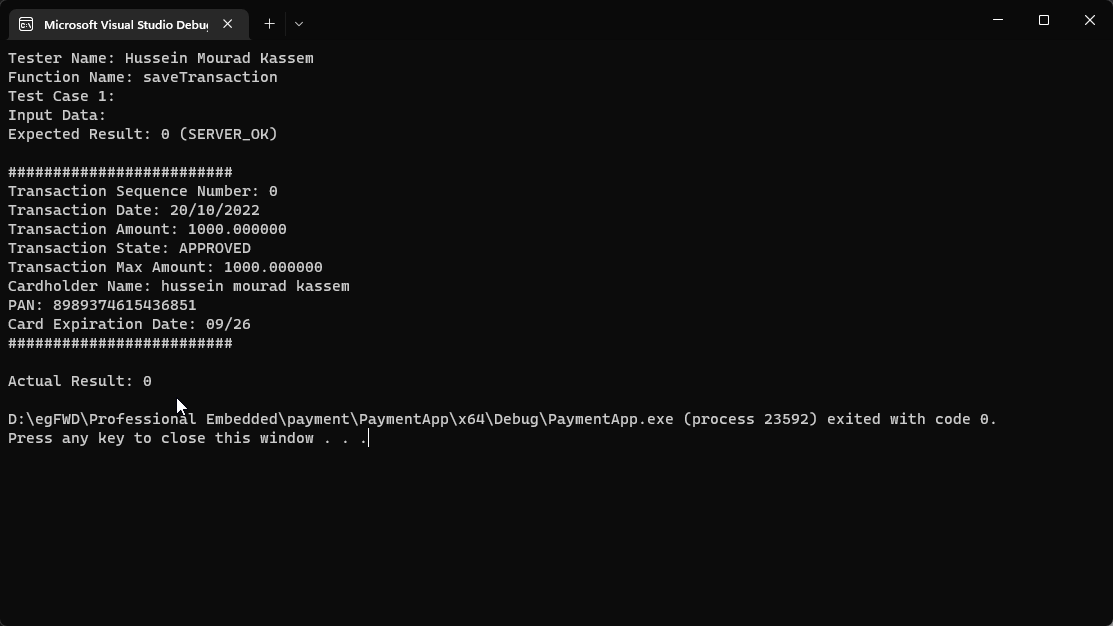 Microsoft Visual Studio Debug
Tester Name: Hussein Mourad Kassem
Function Name: saveTransaction
Test Case 1:
Input Data:
Expected Result: 0 (SERVER_OK)
#########################
Transaction Sequence Number: 0
Transaction Date: 20/10/2022
Transaction Amount: 1000.000000
Transaction State: APPROVED
Transaction Max Amount: 1000.000000
Cardholder Name: hussein mourad kassem
PAN: 8989374615436851
Card Expiration Date: 09/26
#########################
Actual Result: 0
D:\egFWD\Professional Embedded\payment\PaymentApp\x64\Debug\PaymentApp.exe (process 23592) exited with code 0.
Press any key to close this window . . .